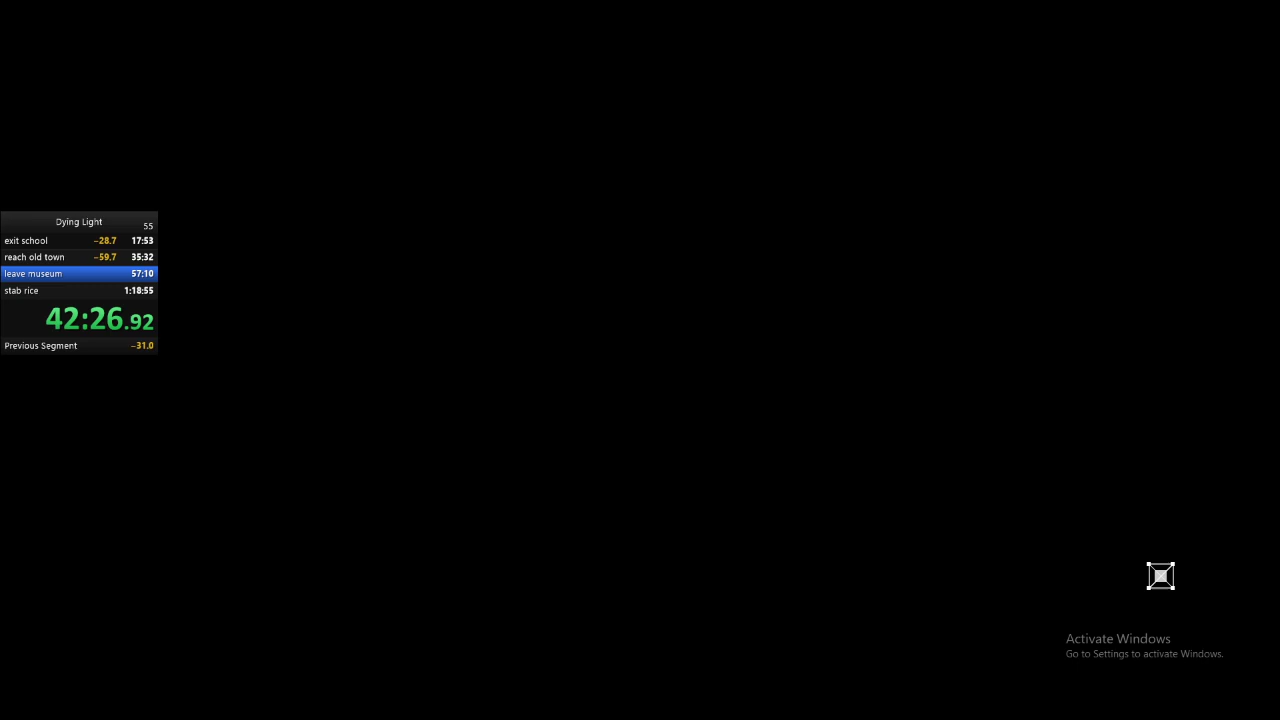 Dying Light
55
exit school −28.7 17:53
reach old town −59.7 35:32
leave museum 57:10
stab rice 1:18:55
42:26.92
Previous Segment −31.0
Activate Windows
Go to Settings to activate Windows.